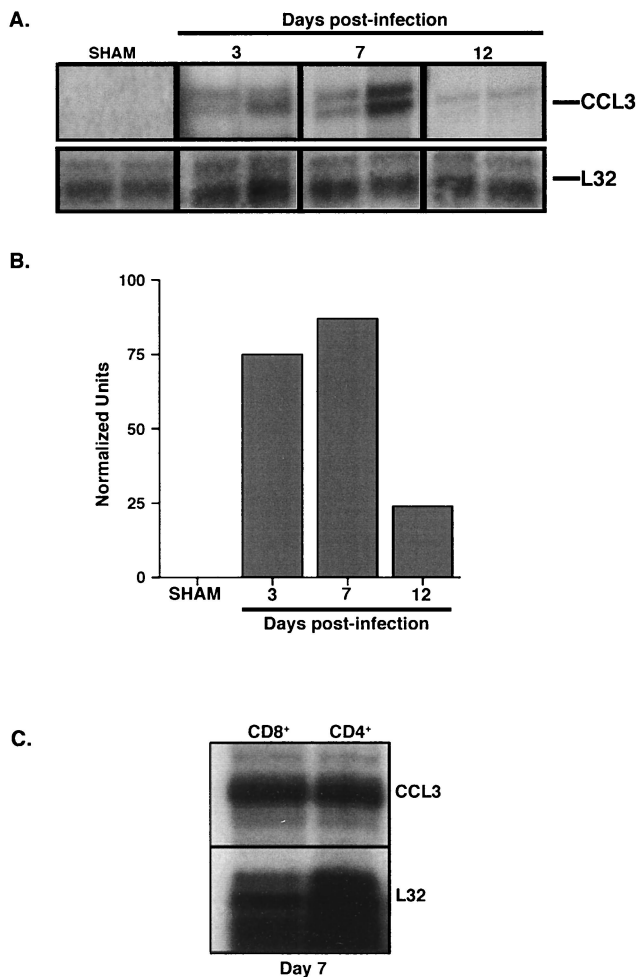 A.
Days post-infection
SHAM 3 7 12
CCL3
L32
B.
100
75
50
25
0
Normalized Units
SHAM 3 7 12
Days post-infection
C.
CD8⁺ CD4⁺
CCL3
L32
Day 7